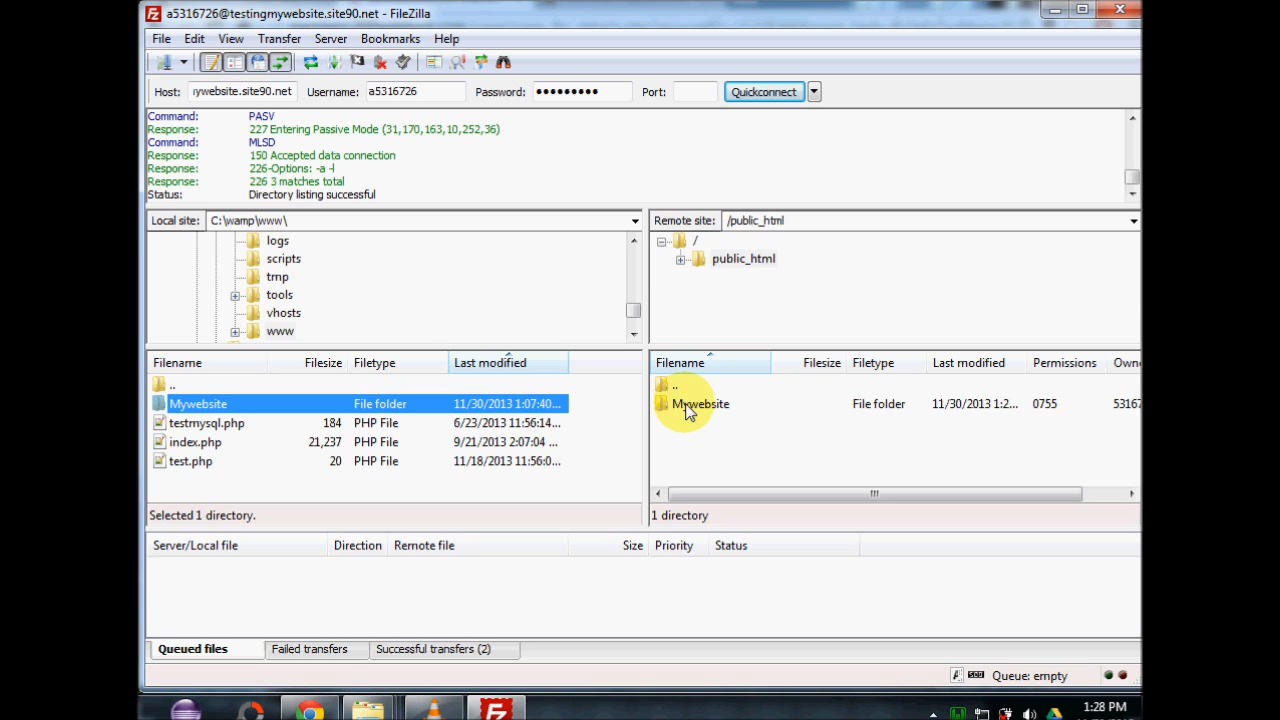 a5316726@testingmywebsite.site90.net - FileZilla
File Edit View Transfer Server Bookmarks Help
Host: ywebsite.site90.net Username: a5316726 Password: ●●●●●●●●● Port: Quickconnect
Command: PASV
Response: 227 Entering Passive Mode (31,170,163,10,252,36)
Command: MLSD
Response: 150 Accepted data connection
Response: 226-Options: -a -l
Response: 226 3 matches total
Status: Directory listing successful
Local site: C:\wamp\www\ Remote site: /public_html
logs /
scripts public_html
tmp
tools
vhosts
www
Filename Filesize Filetype Last modified Filename Filesize Filetype Last modified Permissions Owne
.. ..
Mywebsite File folder 11/30/2013 1:07:40... Mywebsite File folder 11/30/2013 1:2... 0755 5316
testmysql.php 184 PHP File 6/23/2013 11:56:14...
index.php 21,237 PHP File 9/21/2013 2:07:04 ...
test.php 20 PHP File 11/18/2013 11:56:0...
Selected 1 directory. 1 directory
Server/Local file Direction Remote file Size Priority Status
Queued files Failed transfers Successful transfers (2)
Queue: empty
1:28 PM